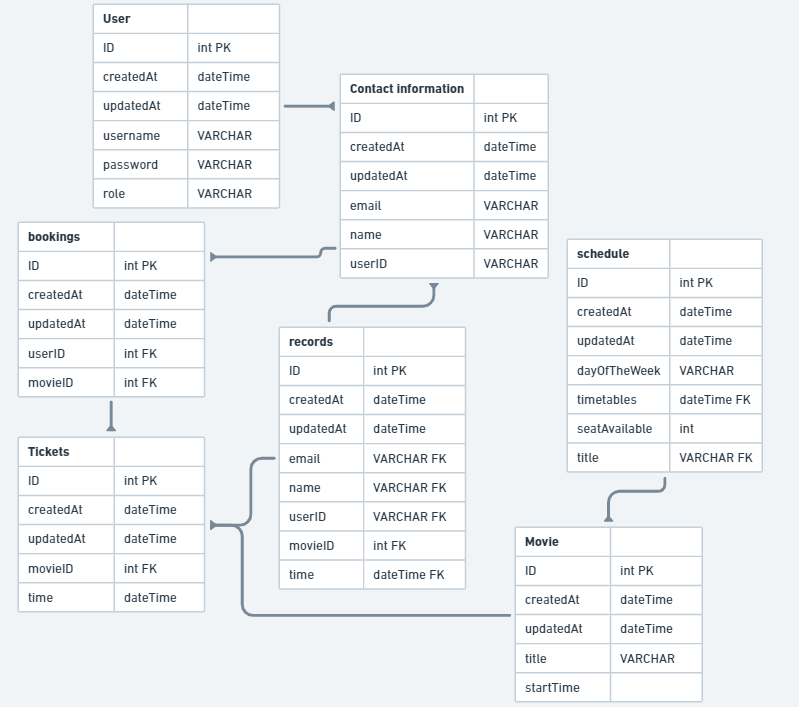 User
ID int PK
createdAt dateTime
updatedAt dateTime
username VARCHAR
password VARCHAR
role VARCHAR
Contact information
ID int PK
createdAt dateTime
updatedAt dateTime
email VARCHAR
name VARCHAR
userID VARCHAR
bookings
ID int PK
createdAt dateTime
updatedAt dateTime
userID int FK
movieID int FK
schedule
ID int PK
createdAt dateTime
updatedAt dateTime
dayOfTheWeek VARCHAR
timetables dateTime FK
seatAvailable int
title VARCHAR FK
records
ID int PK
createdAt dateTime
updatedAt dateTime
email VARCHAR FK
name VARCHAR FK
userID VARCHAR FK
movieID int FK
time dateTime FK
Tickets
ID int PK
createdAt dateTime
updatedAt dateTime
movieID int FK
time dateTime
Movie
ID int PK
createdAt dateTime
updatedAt dateTime
title VARCHAR
startTime